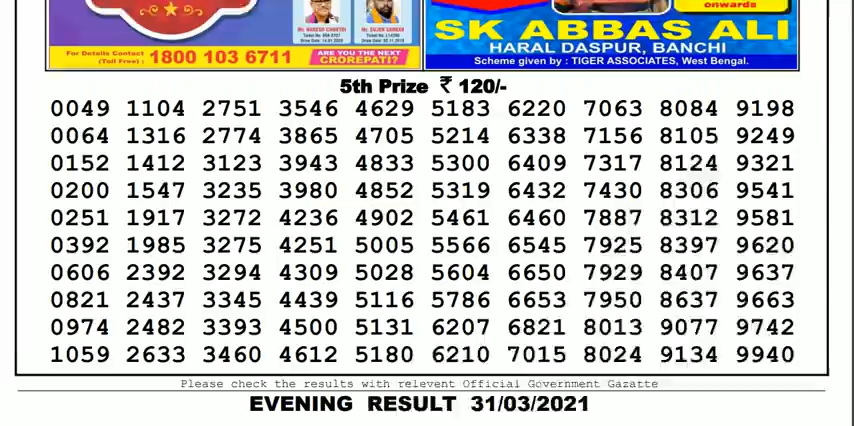 Mr. NARESH CHHETRI
Mr. SAJEN SARKAR
For Details Contact
(Toll Free) :
1800 103 6711
ARE YOU THE NEXT
CROREPATI?
onwards
SK ABBAS ALI
HARAL DASPUR, BANCHI
Scheme given by : TIGER ASSOCIATES, West Bengal.
5th Prize ₹ 120/-
0049 1104 2751 3546 4629 5183 6220 7063 8084 9198
0064 1316 2774 3865 4705 5214 6338 7156 8105 9249
0152 1412 3123 3943 4833 5300 6409 7317 8124 9321
0200 1547 3235 3980 4852 5319 6432 7430 8306 9541
0251 1917 3272 4236 4902 5461 6460 7887 8312 9581
0392 1985 3275 4251 5005 5566 6545 7925 8397 9620
0606 2392 3294 4309 5028 5604 6650 7929 8407 9637
0821 2437 3345 4439 5116 5786 6653 7950 8637 9663
0974 2482 3393 4500 5131 6207 6821 8013 9077 9742
1059 2633 3460 4612 5180 6210 7015 8024 9134 9940
Please check the results with relevent Official Government Gazatte
EVENING RESULT 31/03/2021